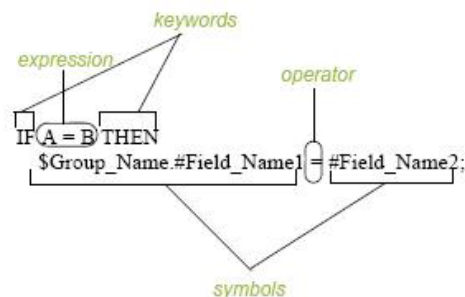 keywords
expression
operator
IF A = B THEN
$Group_Name.#Field_Name1 = #Field_Name2;
symbols